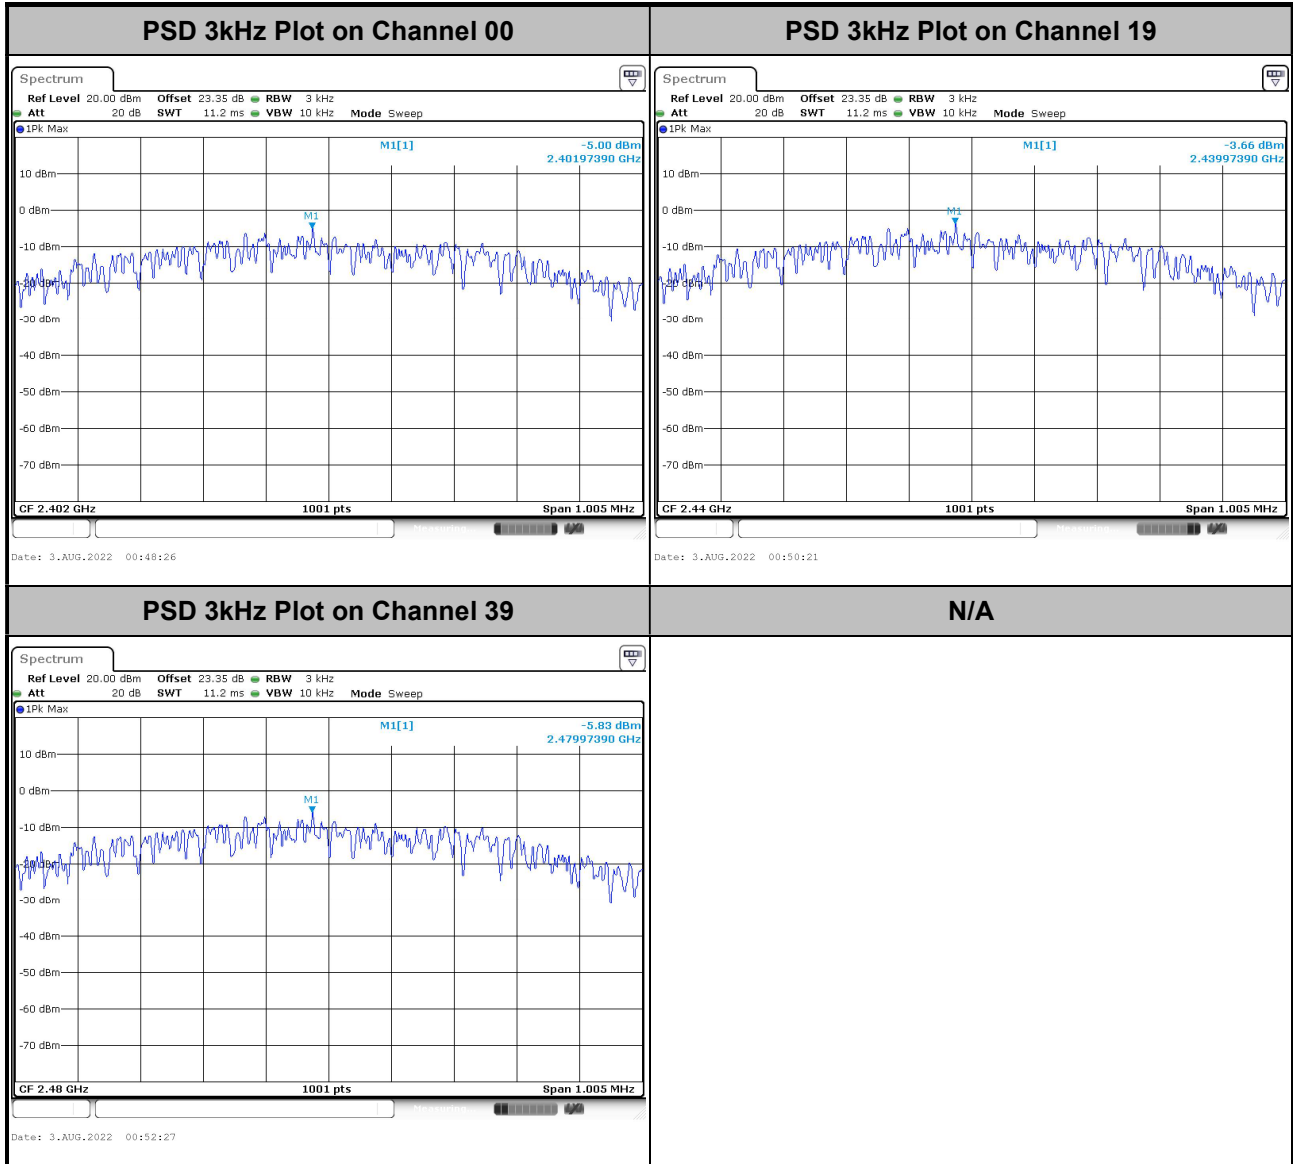 PSD 3kHz Plot on Channel 00
PSD 3kHz Plot on Channel 19
Spectrum
Ref Level 20.00 dBm Offset 23.35 dB RBW 3 kHz
Att 20 dB SWT 11.2 ms VBW 10 kHz Mode Sweep
1Pk Max
M1[1] -5.00 dBm
2.40197390 GHz
10 dBm
0 dBm
M1
-10 dBm
-20 dBm
-30 dBm
-40 dBm
-50 dBm
-60 dBm
-70 dBm
CF 2.402 GHz 1001 pts Span 1.005 MHz
Measuring...
Date: 3.AUG.2022 00:48:26
Spectrum
Ref Level 20.00 dBm Offset 23.35 dB RBW 3 kHz
Att 20 dB SWT 11.2 ms VBW 10 kHz Mode Sweep
1Pk Max
M1[1] -3.66 dBm
2.43997390 GHz
10 dBm
0 dBm
M1
-10 dBm
-20 dBm
-30 dBm
-40 dBm
-50 dBm
-60 dBm
-70 dBm
CF 2.44 GHz 1001 pts Span 1.005 MHz
Measuring...
Date: 3.AUG.2022 00:50:21
PSD 3kHz Plot on Channel 39
N/A
Spectrum
Ref Level 20.00 dBm Offset 23.35 dB RBW 3 kHz
Att 20 dB SWT 11.2 ms VBW 10 kHz Mode Sweep
1Pk Max
M1[1] -5.83 dBm
2.47997390 GHz
10 dBm
0 dBm
M1
-10 dBm
-20 dBm
-30 dBm
-40 dBm
-50 dBm
-60 dBm
-70 dBm
CF 2.48 GHz 1001 pts Span 1.005 MHz
Measuring...
Date: 3.AUG.2022 00:52:27